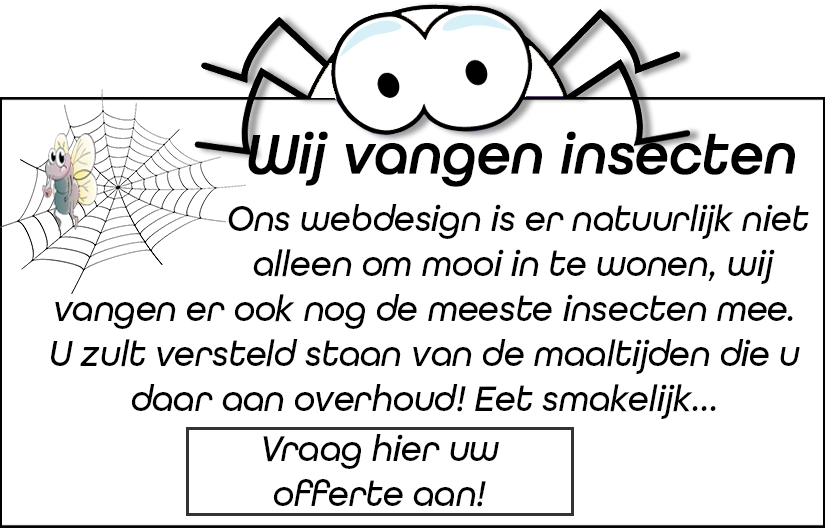 Wij vangen insecten
Ons webdesign is er natuurlijk niet
alleen om mooi in te wonen, wij
vangen er ook nog de meeste insecten mee.
U zult versteld staan van de maaltijden die u
daar aan overhoud! Eet smakelijk...
Vraag hier uw
offerte aan!